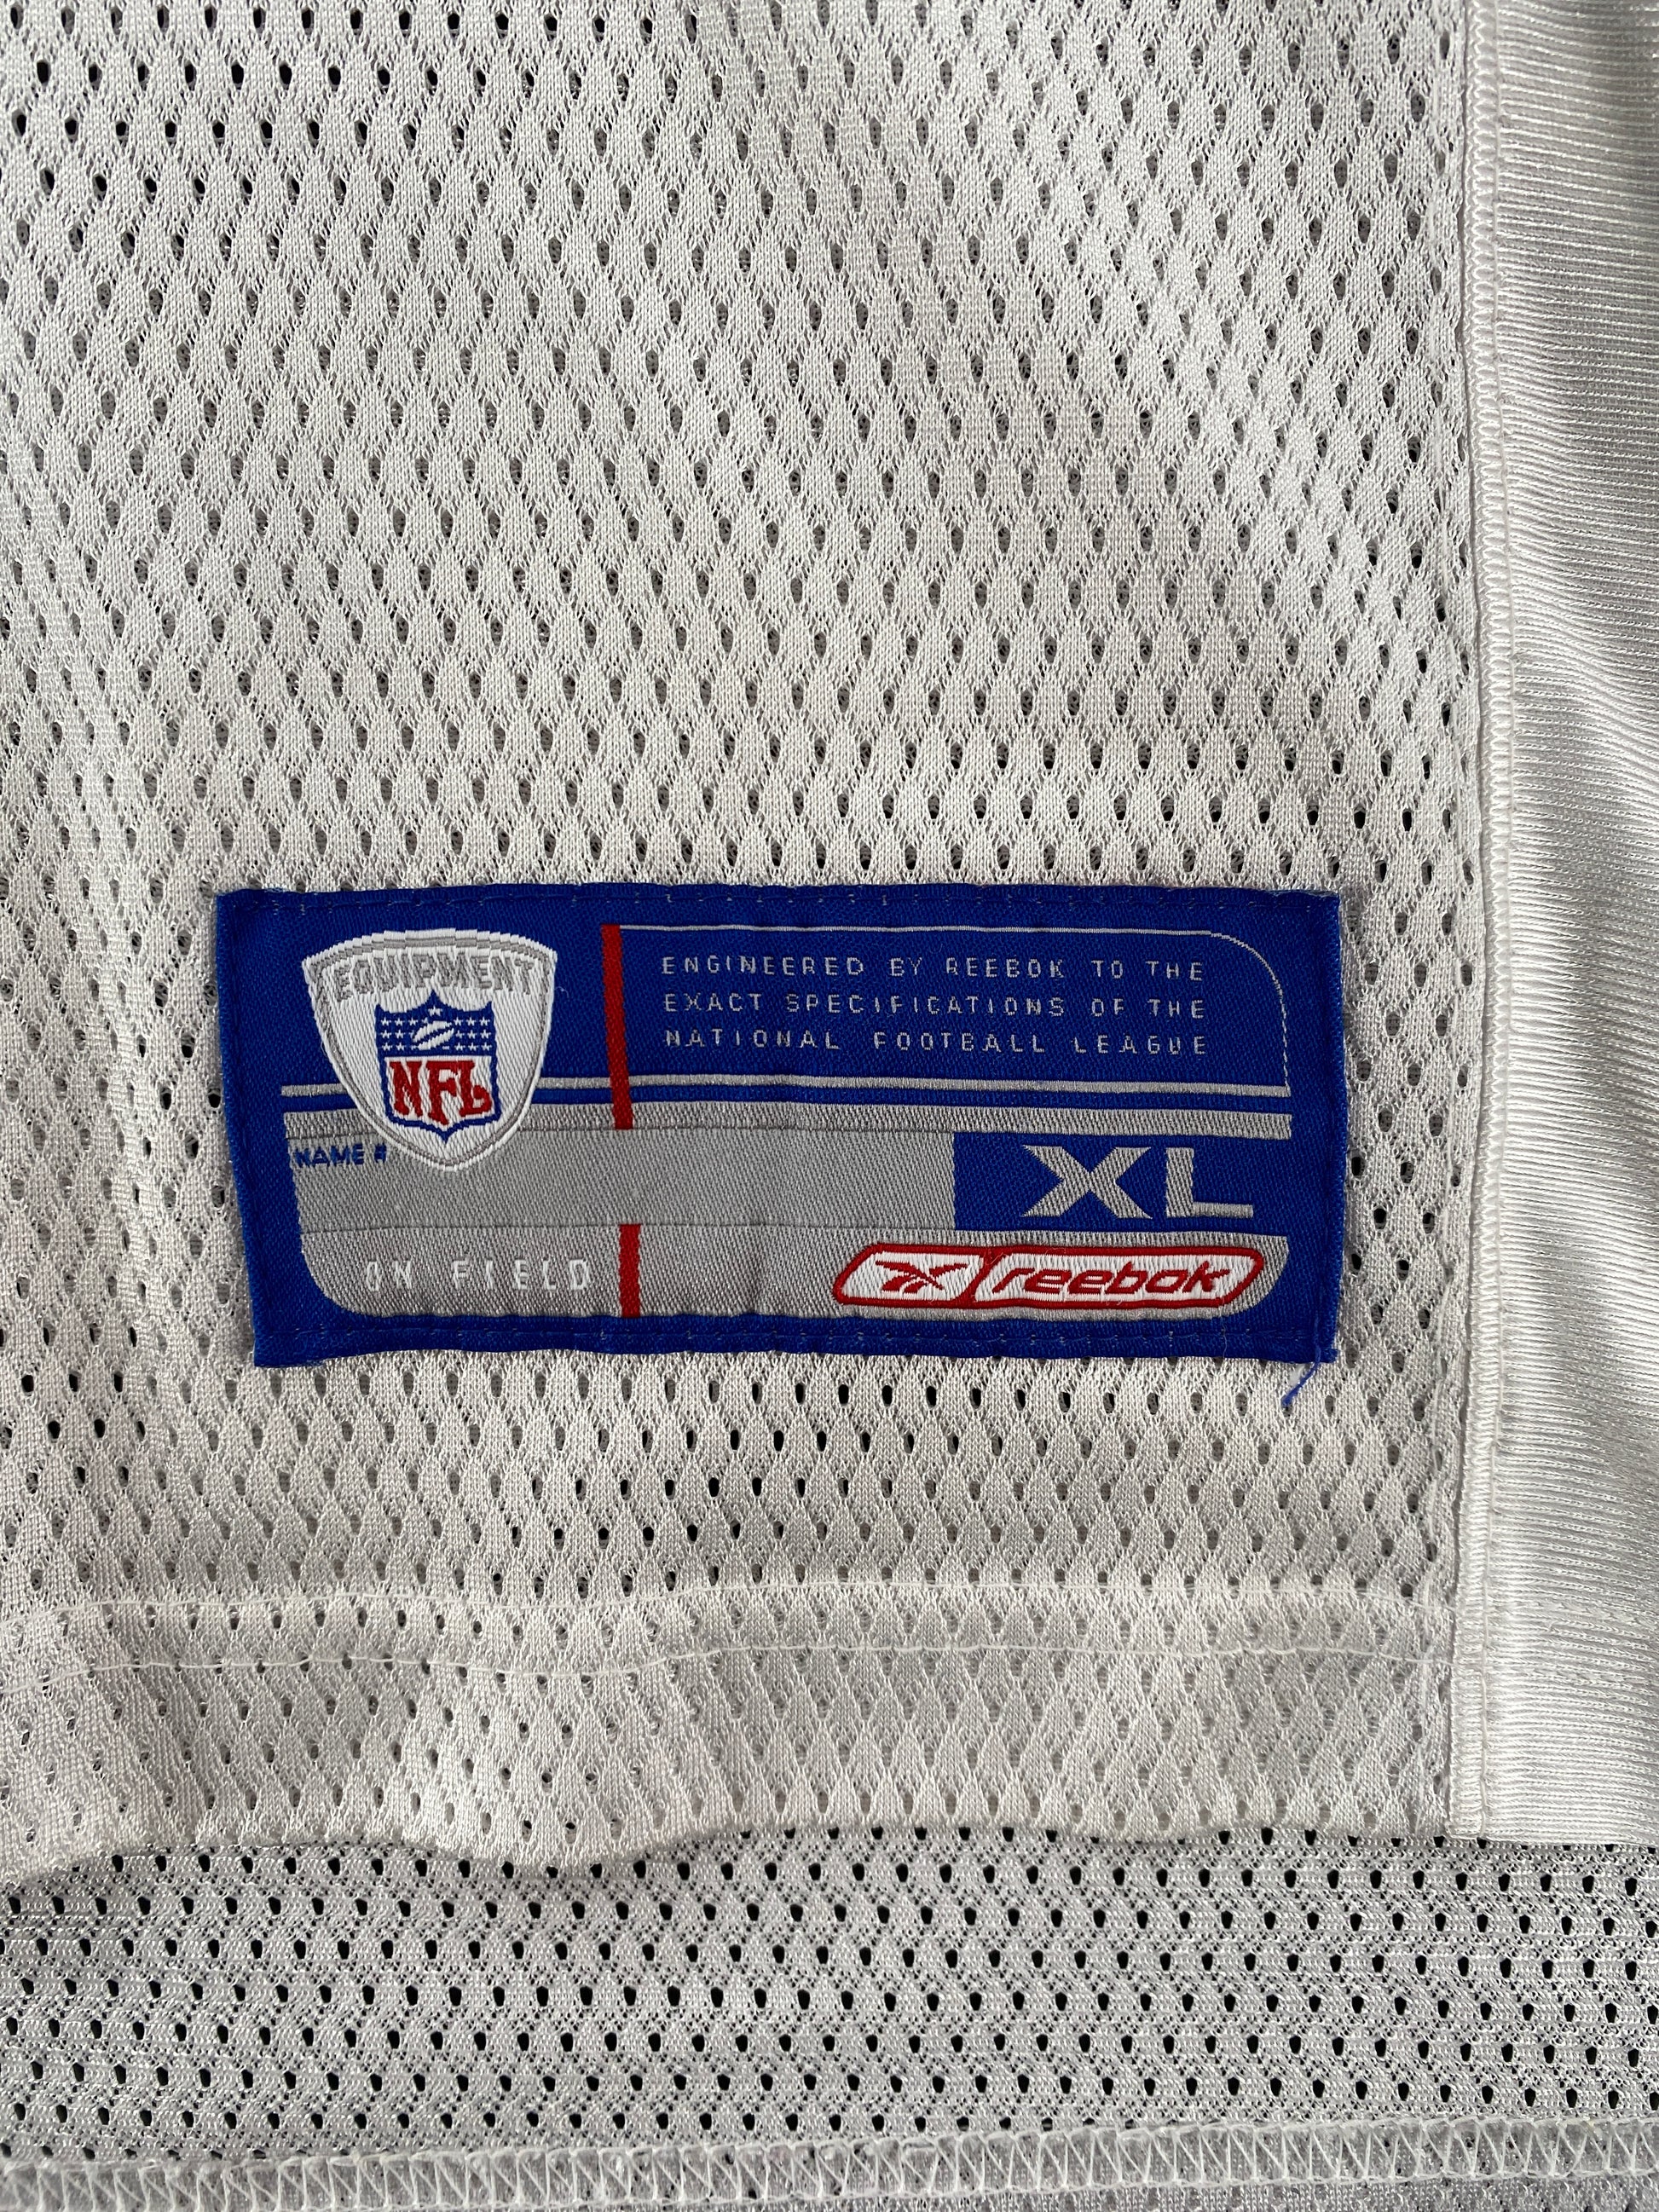 EQUIPMENT
NFL
ENGINEERED BY REEBOK TO THE
EXACT SPECIFICATIONS OF THE
NATIONAL FOOTBALL LEAGUE
NAME #
XL
ON FIELD
reebok